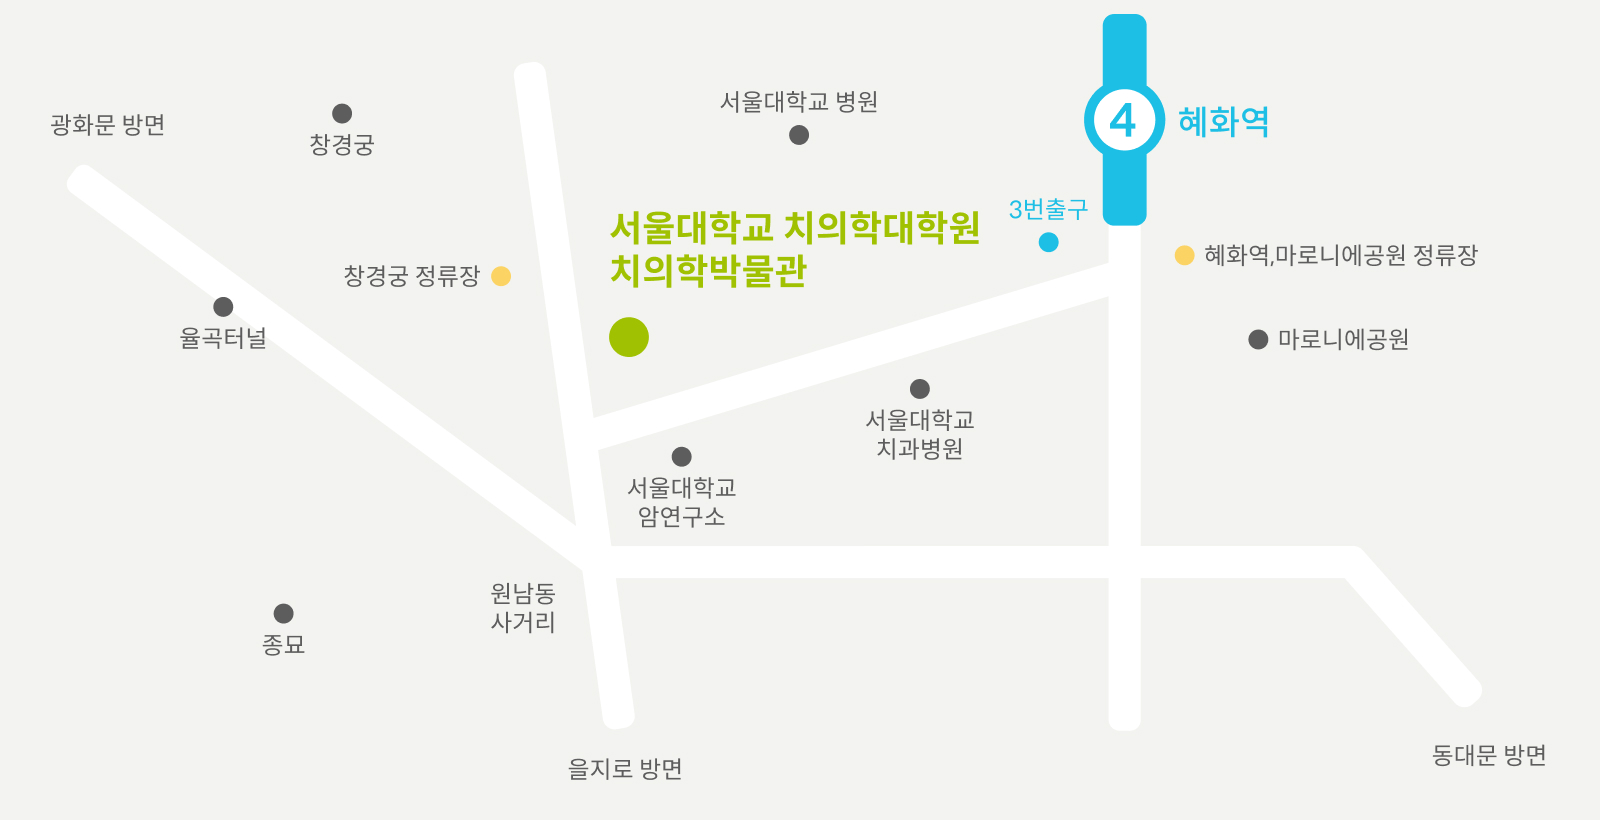 서울대학교 병원
광화문 방면
창경궁
4
혜화역
3번출구
서울대학교 치의학대학원
치의학박물관
창경궁 정류장
혜화역,마로니에공원 정류장
율곡터널
마로니에공원
서울대학교
치과병원
서울대학교
암연구소
원남동
사거리
종묘
을지로 방면
동대문 방면